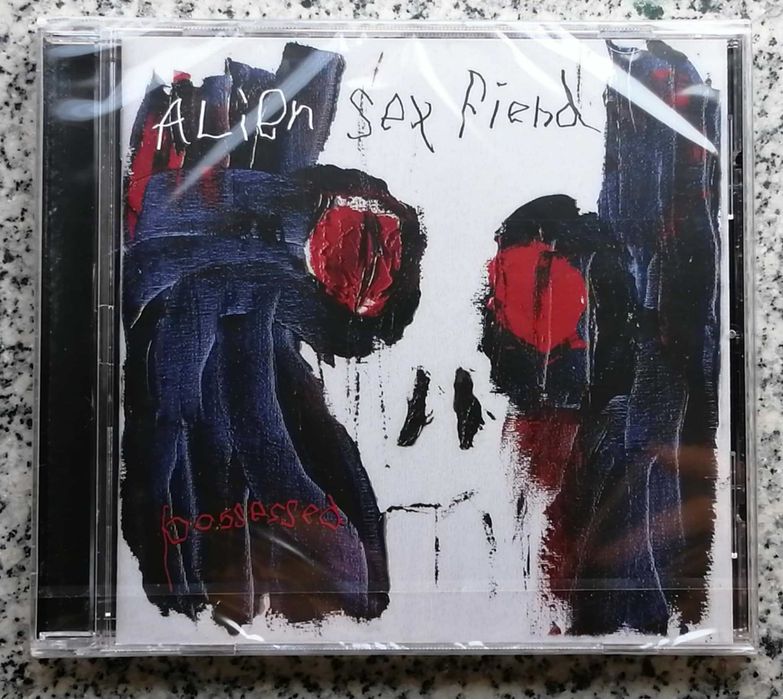 ALiEn sex fiend
possessed